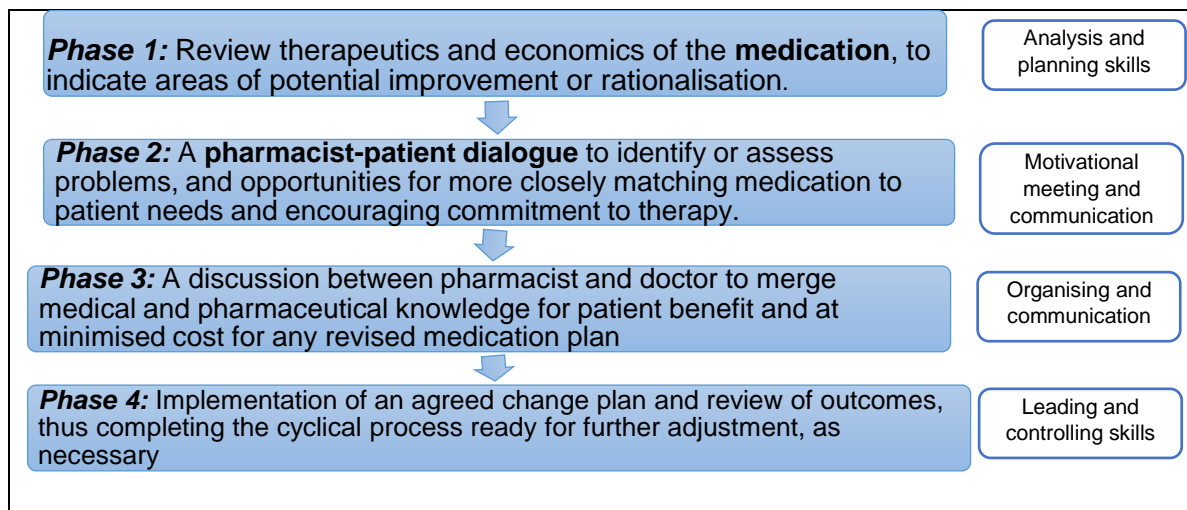 Phase 1: Review therapeutics and economics of the medication, to
indicate areas of potential improvement or rationalisation.
Analysis and
planning skills
Phase 2: A pharmacist-patient dialogue to identify or assess
problems, and opportunities for more closely matching medication to
patient needs and encouraging commitment to therapy.
Motivational
meeting and
communication
Phase 3: A discussion between pharmacist and doctor to merge
medical and pharmaceutical knowledge for patient benefit and at
minimised cost for any revised medication plan
Organising and
communication
Phase 4: Implementation of an agreed change plan and review of outcomes,
thus completing the cyclical process ready for further adjustment, as
necessary
Leading and
controlling skills